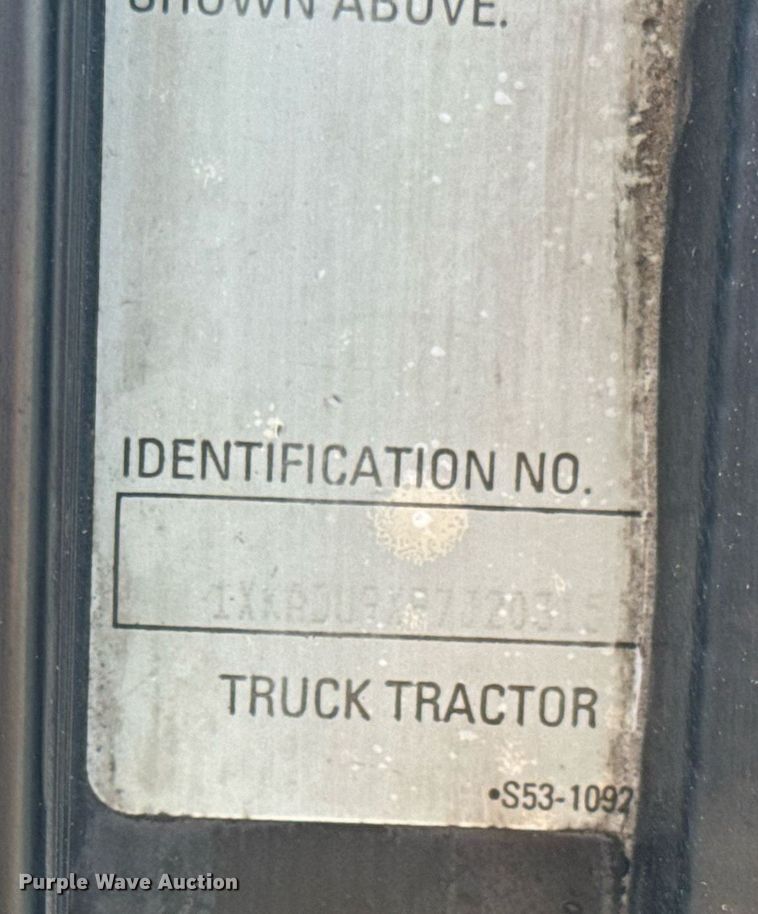 SHOWN ABOVE.
IDENTIFICATION NO.
TRUCK TRACTOR
•S53-1092
Purple Wave Auction